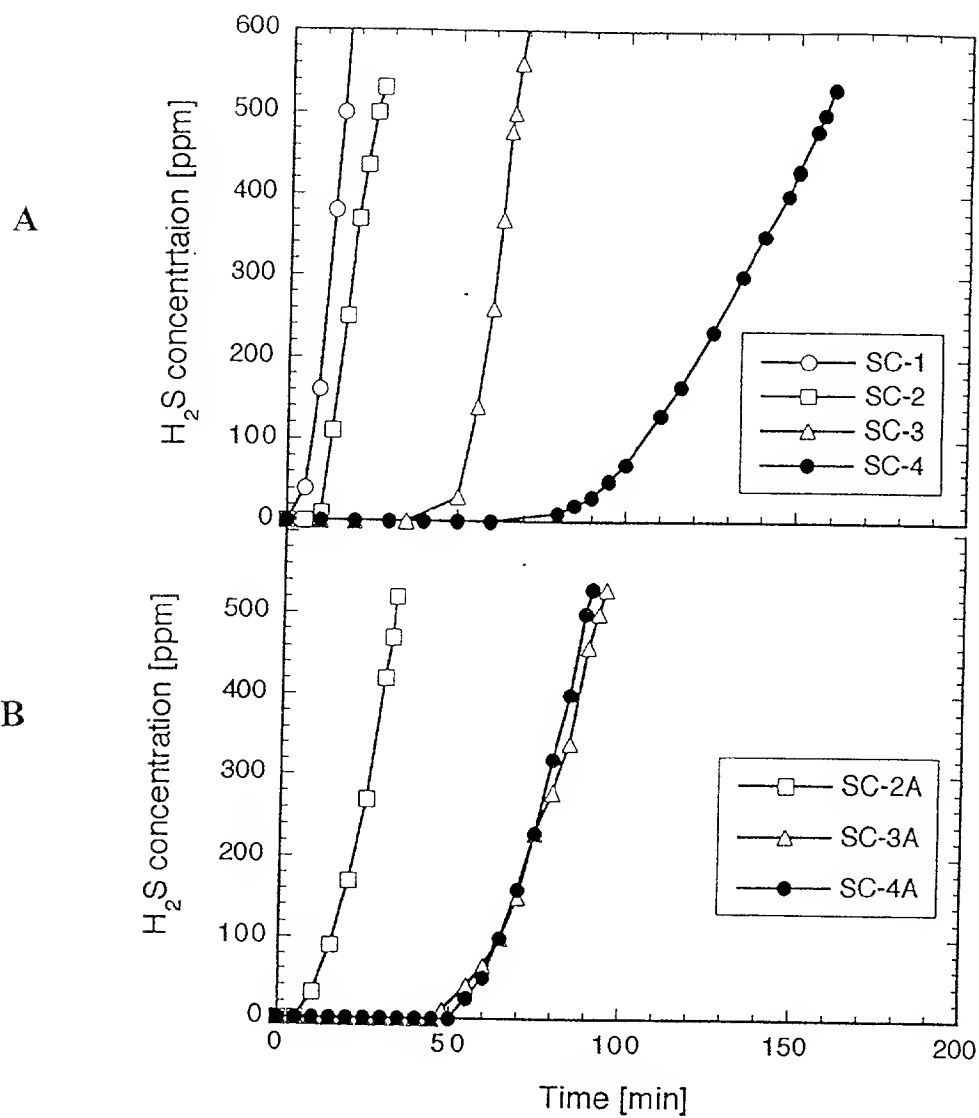 A
H2S concentrtaion [ppm]
600
500
400
300
200
100
0
SC-1
SC-2
SC-3
SC-4
B
H2S concentration [ppm]
500
400
300
200
100
0
SC-2A
SC-3A
SC-4A
0 50 100 150 200
Time [min]